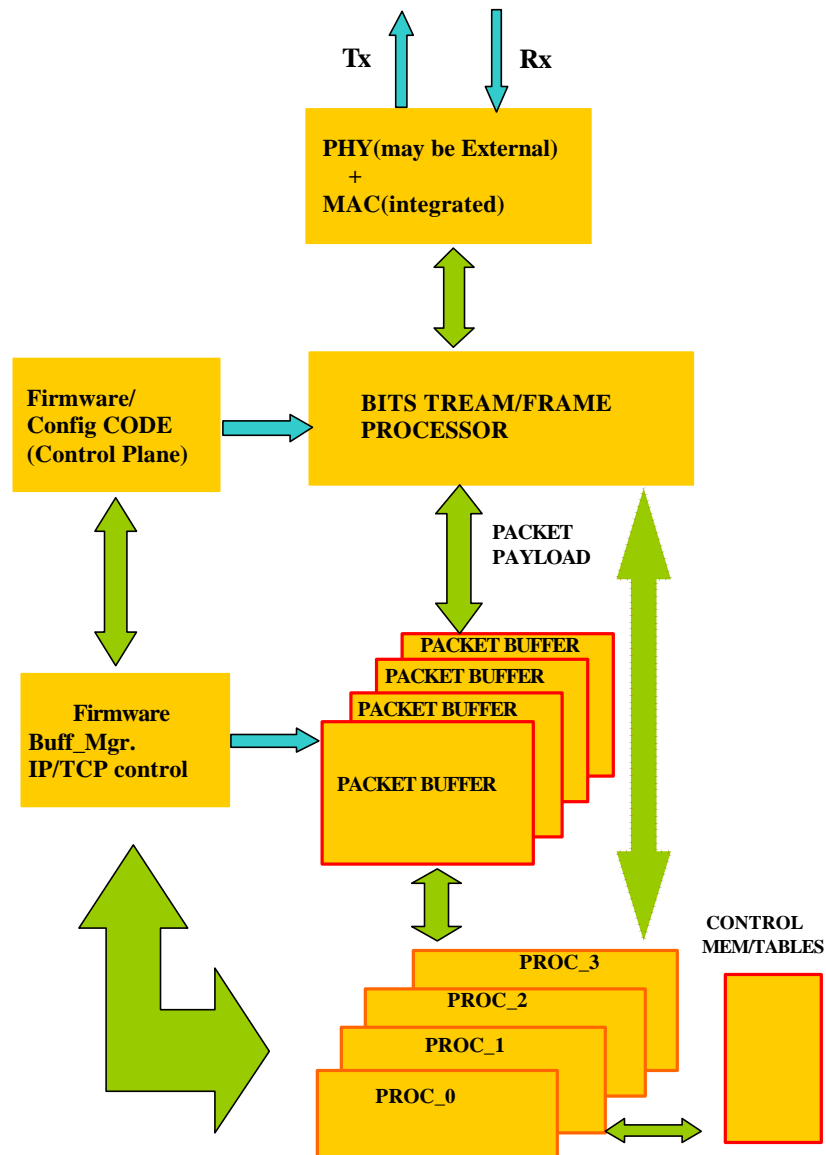 Tx
Rx
PHY(may be External)
+
MAC(integrated)
Firmware/
Config CODE
(Control Plane)
BITS TREAM/FRAME
PROCESSOR
PACKET
PAYLOAD
PACKET BUFFER
PACKET BUFFER
PACKET BUFFER
PACKET BUFFER
Firmware
Buff_Mgr.
IP/TCP control
CONTROL
MEM/TABLES
PROC_3
PROC_2
PROC_1
PROC_0